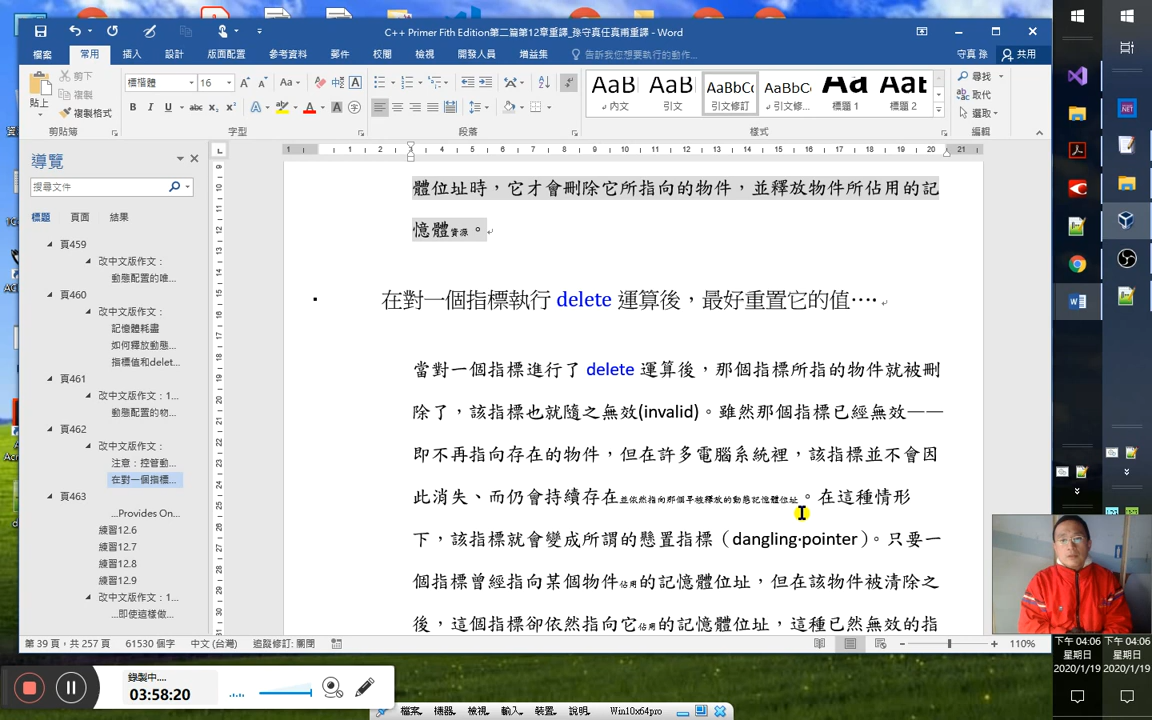 C++ Primer Fith Edition第二篇第12章重譯_孫守真任真甫重譯 - Word
檔案 常用 插入 設計 版面配置 參考資料 郵件 校閱 檢視 開發人員 增益集 告訴我您想要執行的動作... 守真 孫 共用
貼上 剪下 複製 複製格式 剪貼簿
標楷體 16 字型
段落
AaB 內文 AaB 引文 AaBbC 引文修訂 AaBbC 引文修... AaB 標題 1 AaBb 標題 2 樣式
尋找 取代 選取 編輯
導覽
搜尋文件
標題 頁面 結果
頁459
改中文版作文：
動態配置的唯...
頁460
改中文版作文：
記憶體耗盡
如何釋放動態...
指標值和delet...
頁461
改中文版作文：1...
動態配置的物...
頁462
改中文版作文：
注意：控管動...
在對一個指標...
頁463
...Provides On...
練習12.6
練習12.7
練習12.8
練習12.9
改中文版作文：1...
...即使這樣做...
體位址時，它才會刪除它所指向的物件，並釋放物件所佔用的記
憶體資源。
在對一個指標執行 delete 運算後，最好重置它的值….
當對一個指標進行了 delete 運算後，那個指標所指的物件就被刪
除了，該指標也就隨之無效(invalid)。雖然那個指標已經無效——
即不再指向存在的物件，但在許多電腦系統裡，該指標並不會因
此消失、而仍會持續存在並依然指向那個早被釋放的動態記憶體位址。在這種情形
下，該指標就會變成所謂的懸置指標（dangling·pointer）。只要一
個指標曾經指向某個物件佔用的記憶體位址，但在該物件被清除之
後，這個指標卻依然指向它佔用的記憶體位址，這種已然無效的指
第 39 頁，共 257 頁 61530 個字 中文 (台灣) 追蹤修訂: 關閉 110%
錄製中...
03:58:20
檔案 機器 檢視 輸入 裝置 說明 Win10x64pro
下午 04:06
星期日
2020/1/19
下午 04:06
星期日
2020/1/19